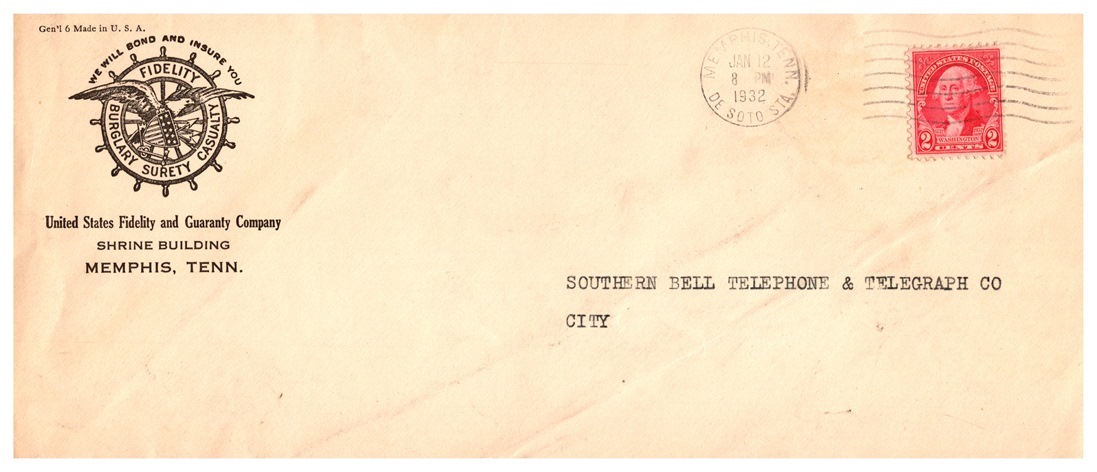 Gen'l 6 Made in U. S. A.
WE WILL BOND AND INSURE YOU
FIDELITY
BURGLARY SURETY CASUALTY
United States Fidelity and Guaranty Company
SHRINE BUILDING
MEMPHIS, TENN.
MEMPHIS, TENN.
JAN 12
8 PM
1932
DE SOTO STA.
UNITED STATES POSTAGE
WASHINGTON
2 2
CENTS
SOUTHERN BELL TELEPHONE & TELEGRAPH CO
CITY